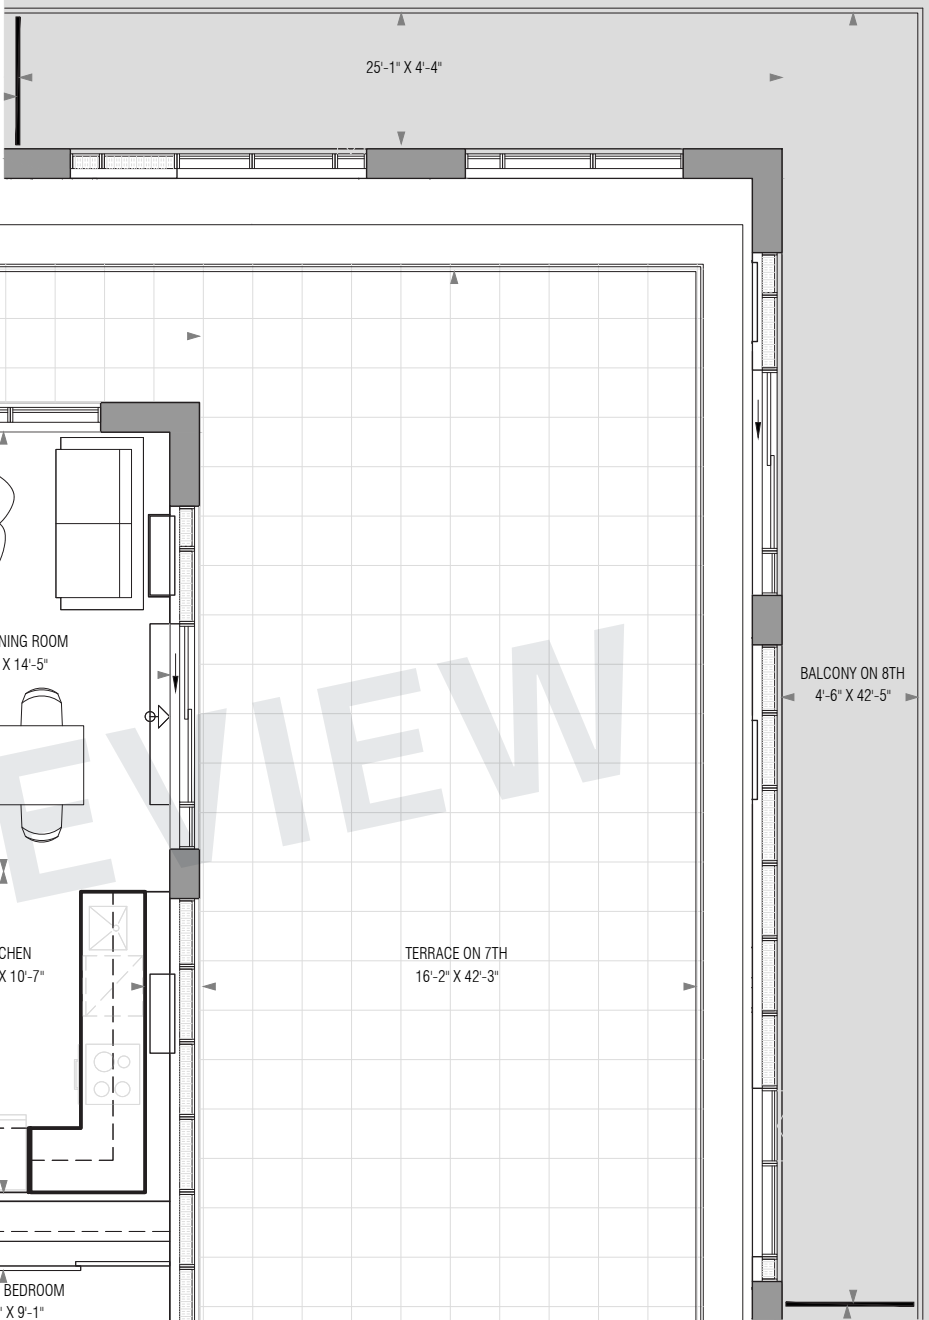 25'-1" X 4'-4"
NING ROOM
X 14'-5"
BALCONY ON 8TH
4'-6" X 42'-5"
EVIEW
CHEN
X 10'-7"
TERRACE ON 7TH
16'-2" X 42'-3"
BEDROOM
" X 9'-1"